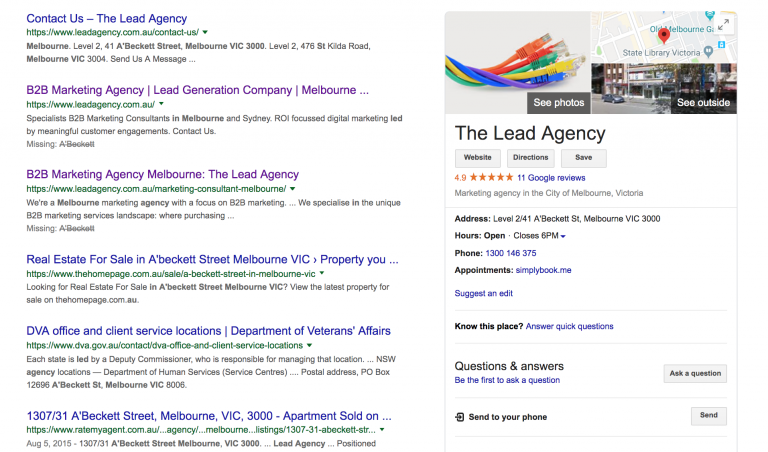 Contact Us – The Lead Agency
https://www.leadagency.com.au/contact-us/
Melbourne. Level 2, 41 A'Beckett Street, Melbourne VIC 3000. Level 2, 476 St Kilda Road,
Melbourne VIC 3004. Send Us A Message ...
B2B Marketing Agency | Lead Generation Company | Melbourne ...
https://www.leadagency.com.au/
Specialists B2B Marketing Consultants in Melbourne and Sydney. ROI focussed digital marketing led
by meaningful customer engagements. Contact Us.
Missing: A'Beckett
B2B Marketing Agency Melbourne: The Lead Agency
https://www.leadagency.com.au/marketing-consultant-melbourne/
We're a Melbourne marketing agency with a focus on B2B marketing. ... We specialise in the unique
B2B marketing services landscape: where purchasing ...
Missing: A'Beckett
Real Estate For Sale in A'beckett Street Melbourne VIC › Property you ...
https://www.thehomepage.com.au/sale/a-beckett-street-in-melbourne-vic
Looking for Real Estate For Sale in A'beckett Street Melbourne VIC? View the latest property for
sale on thehomepage.com.au.
DVA office and client service locations | Department of Veterans' Affairs
https://www.dva.gov.au/contact/dva-office-and-client-service-locations
Each state is led by a Deputy Commissioner, who is responsible for managing that location. ... NSW
agency locations — Department of Human Services (Service Centres) .... Postal address, PO Box
12696 A'Beckett St, Melbourne VIC 8006.
1307/31 A'Beckett Street, Melbourne, VIC, 3000 - Apartment Sold on ...
https://www.ratemyagent.com.au/...agency/...melbourne...listings/1307-31-abeckett-str...
Aug 5, 2015 - 1307/31 A'Beckett Street Melbourne, VIC 3000. ... Lead Agency ... Positioned
Old Melbourne Ga
State Library Victoria
See photos
See outside
The Lead Agency
Website
Directions
Save
4.9 ★★★★★ 11 Google reviews
Marketing agency in the City of Melbourne, Victoria
Address: Level 2/41 A'Beckett St, Melbourne VIC 3000
Hours: Open · Closes 6PM
Phone: 1300 146 375
Appointments: simplybook.me
Suggest an edit
Know this place? Answer quick questions
Questions & answers
Be the first to ask a question
Ask a question
Send to your phone
Send